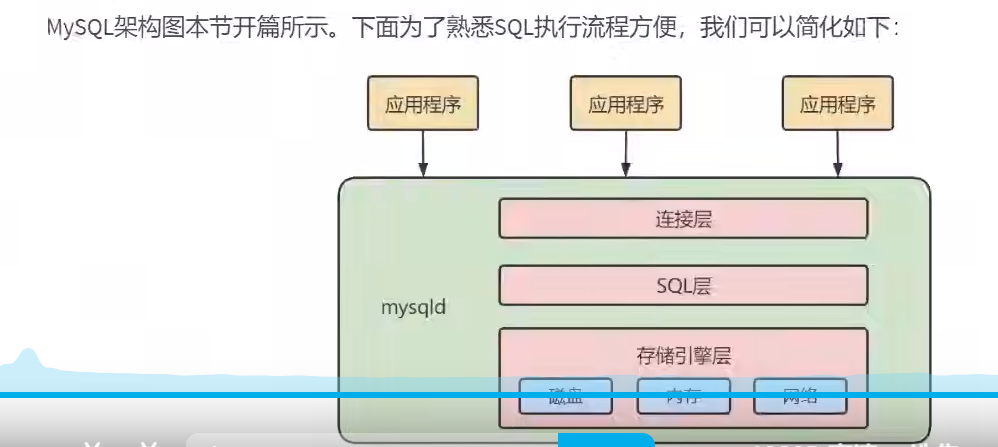 MySQL架构图本节开篇所示。下面为了熟悉SQL执行流程方便，我们可以简化如下：
应用程序 应用程序 应用程序
连接层
SQL层
mysqld
存储引擎层
磁盘 内存 网络